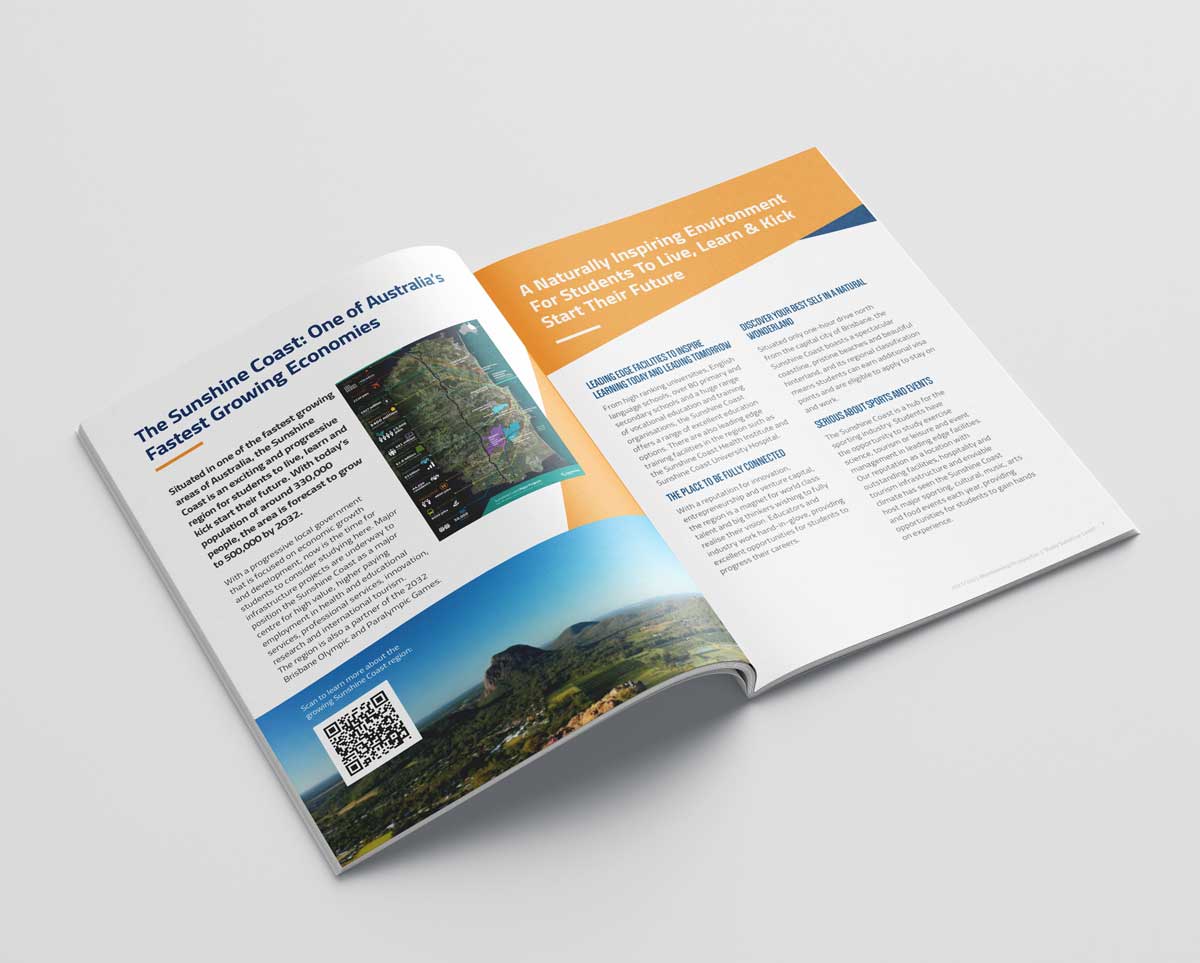 The Sunshine Coast: One of Australia's
Fastest Growing Economies
Situated in one of the fastest growing
areas of Australia, the Sunshine
Coast is an exciting and progressive
region for students to live, learn and
kick start their future. With today's
population of around 330,000
people, the area is forecast to grow
to 500,000 by 2032.
With a progressive local government
that is focused on economic growth
and development, now is the time for
students to consider studying here. Major
infrastructure projects are underway to
position the Sunshine Coast as a major
centre for high value, higher paying
employment in health and educational
services, professional services, innovation,
research and international tourism.
The region is also a partner of the 2032
Brisbane Olympic and Paralympic Games.
Scan to learn more about the
growing Sunshine Coast region:
A Naturally Inspiring Environment
For Students To Live, Learn & Kick
Start Their Future
LEADING EDGE FACILITIES TO INSPIRE
LEARNING TODAY AND LEADING TOMORROW
From high ranking universities, English
language schools, over 80 primary and
secondary schools and a huge range
of vocational education and training
organisations, the Sunshine Coast
offers a range of excellent education
options. There are also leading edge
training facilities in the region such as
the Sunshine Coast Health Institute and
Sunshine Coast University Hospital.
THE PLACE TO BE FULLY CONNECTED
With a reputation for innovation,
entrepreneurship and venture capital,
the region is a magnet for world class
talent and big thinkers wishing to fully
realise their vision. Educators and
industry work hand-in-glove, providing
excellent opportunities for students to
progress their careers.
DISCOVER YOUR BEST SELF IN A NATURAL
WONDERLAND
Situated only one-hour drive north
from the capital city of Brisbane, the
Sunshine Coast boasts a spectacular
coastline, pristine beaches and beautiful
hinterland, and its regional classification
means students can earn additional visa
points and are eligible to apply to stay on
and work.
SERIOUS ABOUT SPORTS AND EVENTS
The Sunshine Coast is a hub for the
sporting industry. Students have
the opportunity to study exercise
science, tourism or leisure and event
management in leading edge facilities.
Our reputation as a location with
outstanding facilities, hospitality and
tourism infrastructure and enviable
climate has seen the Sunshine Coast
host major sporting, cultural, music, arts
and food events each year, providing
opportunities for students to gain hands
on experience.